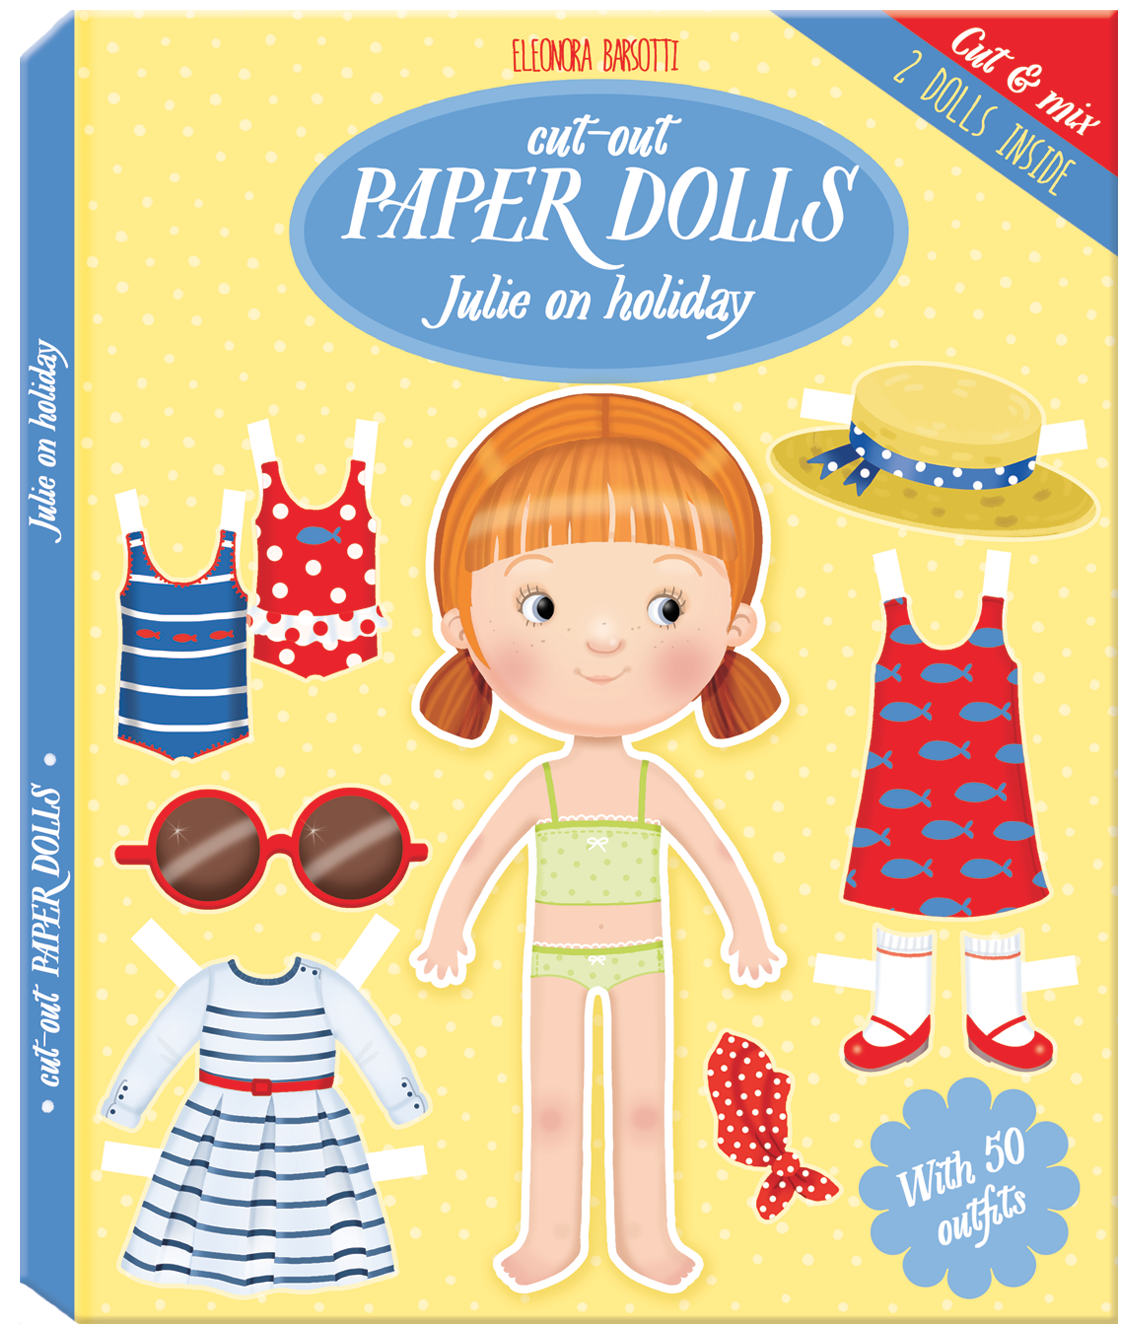 ELEONORA BARSOTTI
cut-out
PAPER DOLLS
Julie on holiday
Cut & mix
2 DOLLS INSIDE
With 50
outfits
• cut-out PAPER DOLLS • Julie on holiday